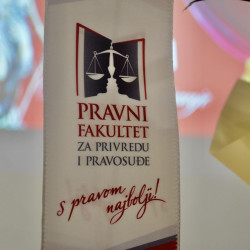 PRAVNI
FAKULTET
ZA PRIVREDU
I PRAVOSUĐE
s pravom
najbolji!